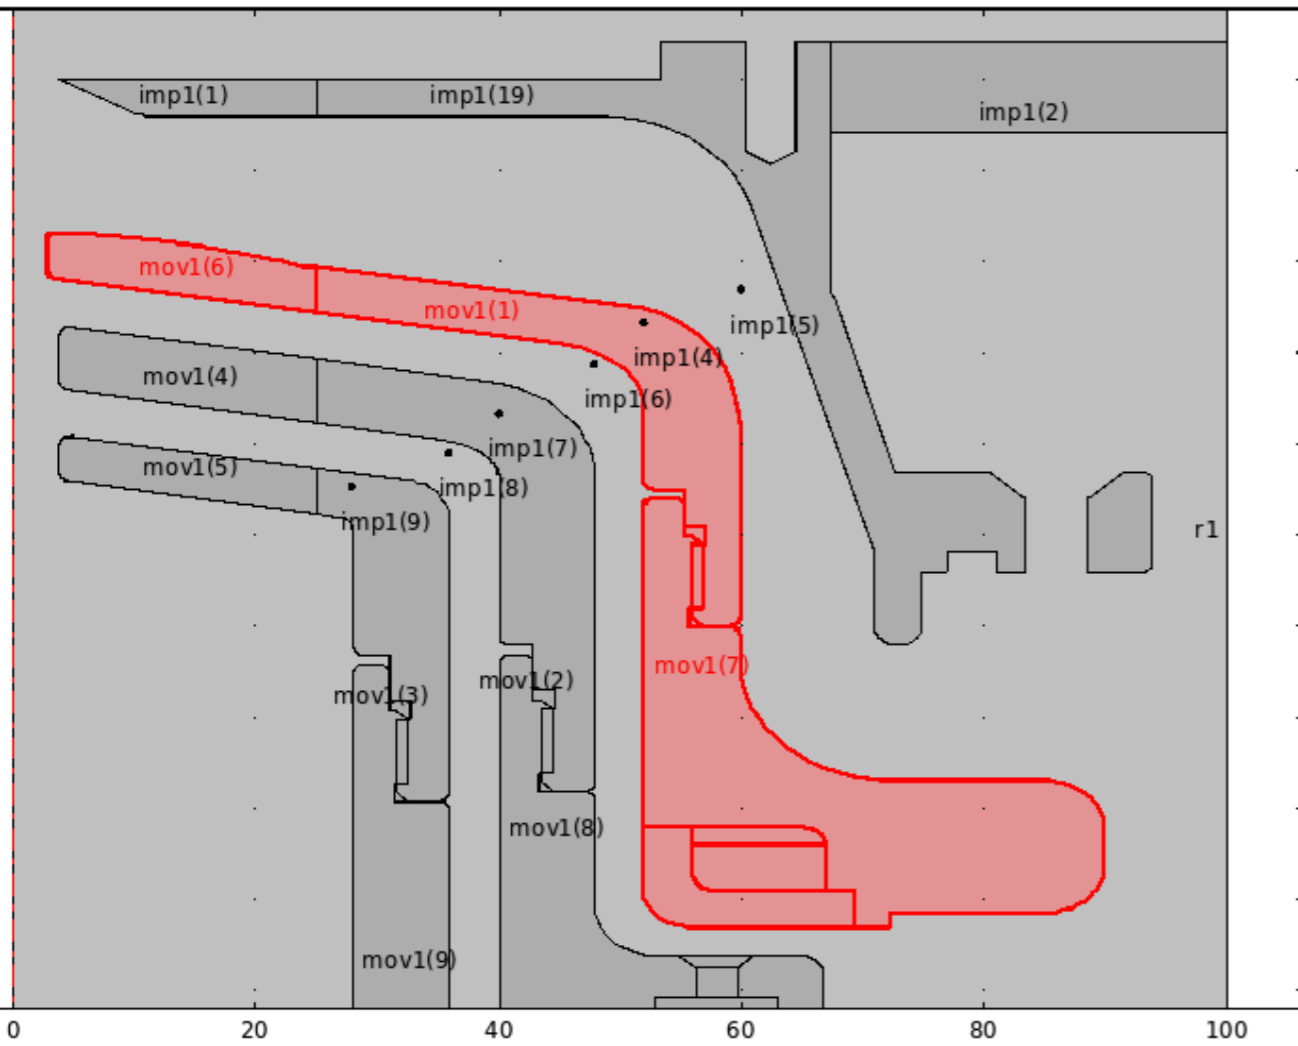 imp1(1)
imp1(19)
imp1(2)
mov1(6)
mov1(1)
imp1(5)
imp1(4)
mov1(4)
imp1(6)
imp1(7)
mov1(5)
imp1(8)
imp1(9)
r1
mov1(7)
mov1(2)
mov1(3)
mov1(8)
mov1(9)
0 20 40 60 80 100